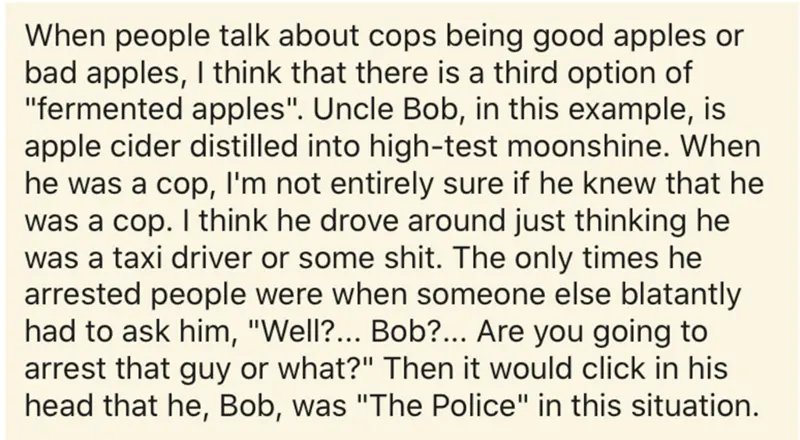 When people talk about cops being good apples or
bad apples, I think that there is a third option of
"fermented apples". Uncle Bob, in this example, is
apple cider distilled into high-test moonshine. When
he was a cop, I'm not entirely sure if he knew that he
was a cop. I think he drove around just thinking he
was a taxi driver or some shit. The only times he
arrested people were when someone else blatantly
had to ask him, "Well?... Bob?... Are you going to
arrest that guy or what?" Then it would click in his
head that he, Bob, was "The Police" in this situation.